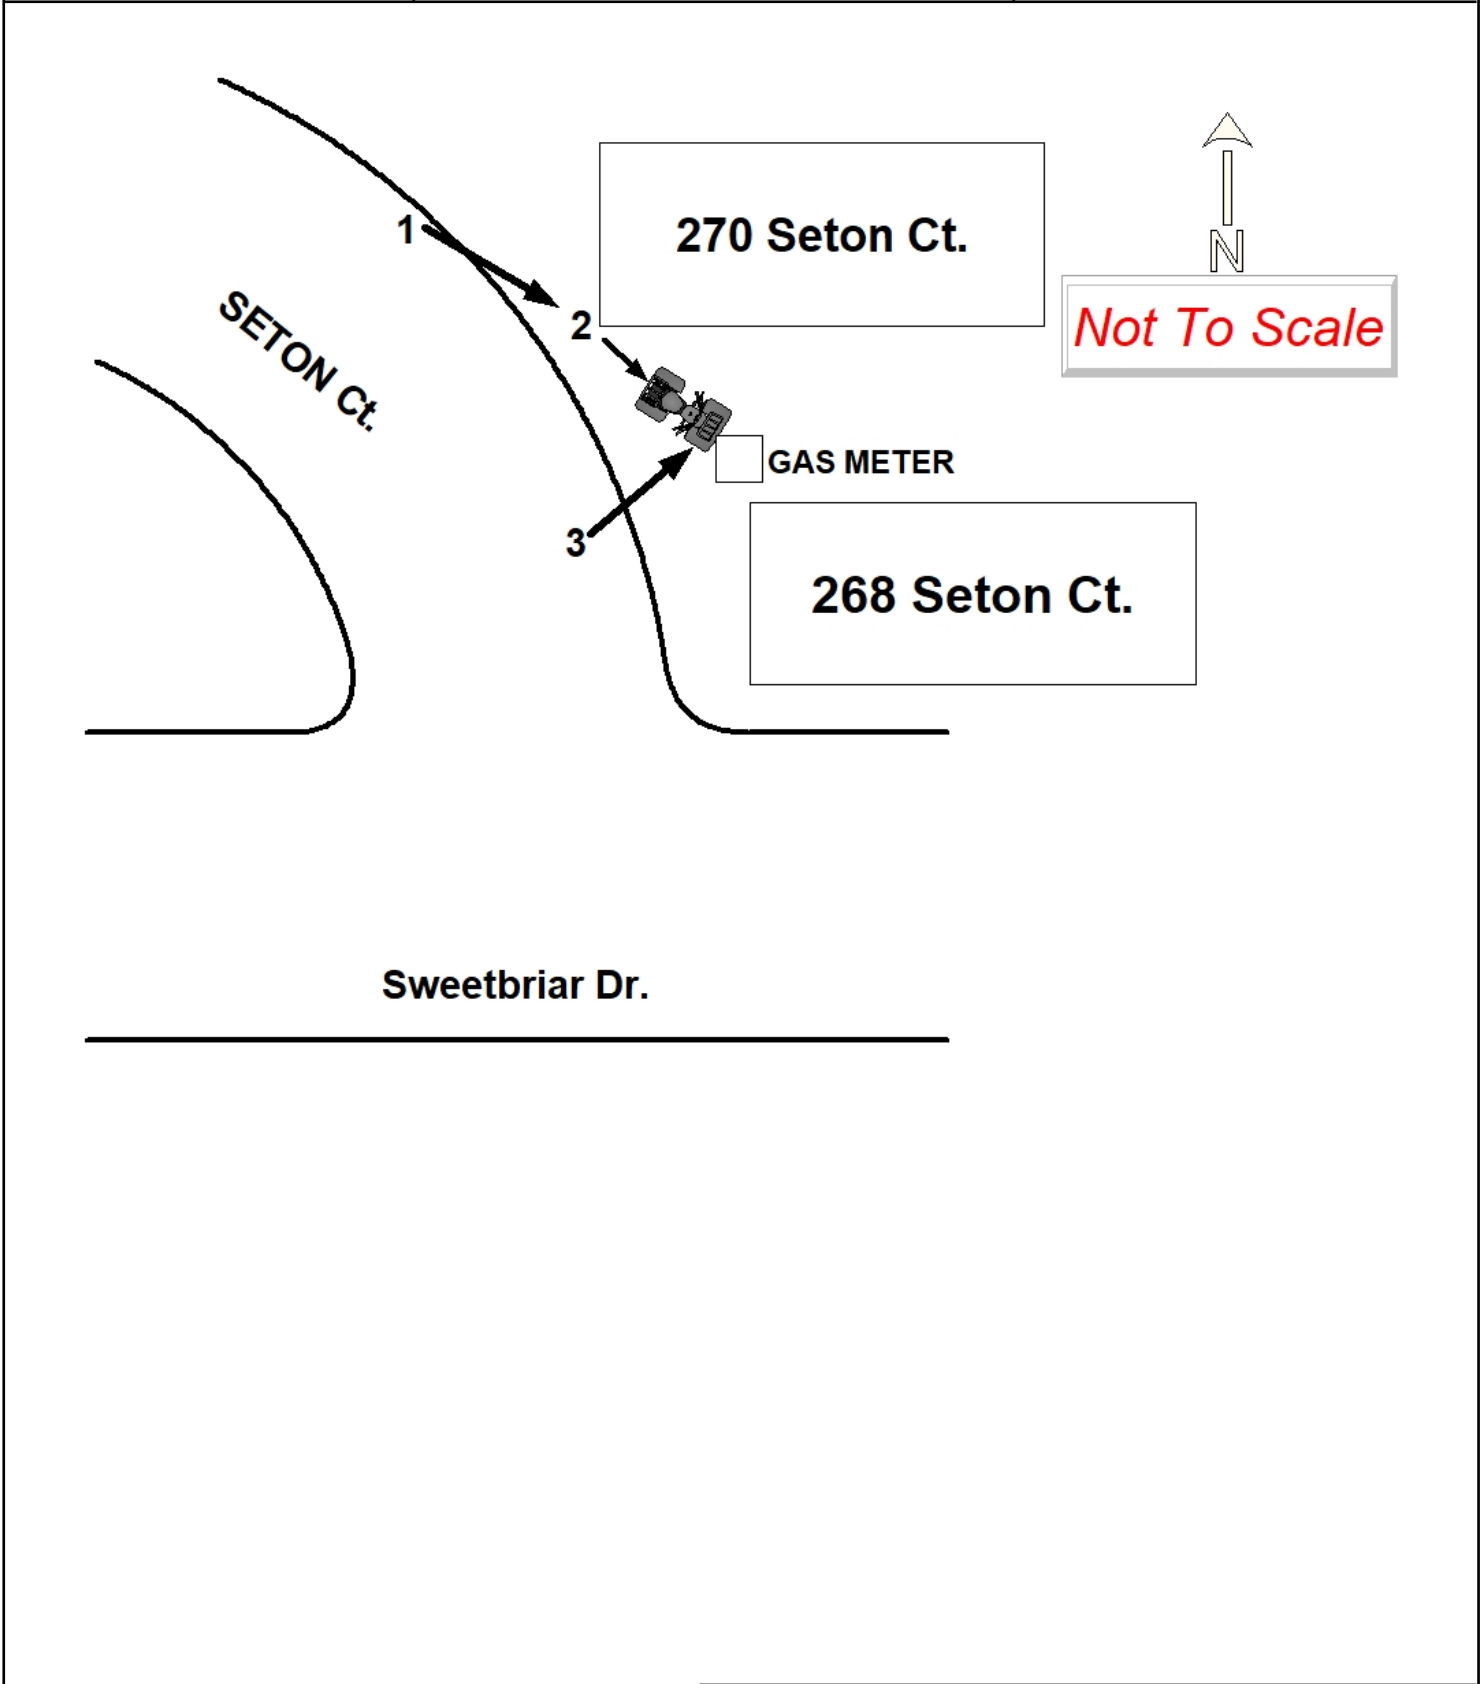 1
270 Seton Ct.
N
SETON Ct.
2
Not To Scale
GAS METER
3
268 Seton Ct.
Sweetbriar Dr.